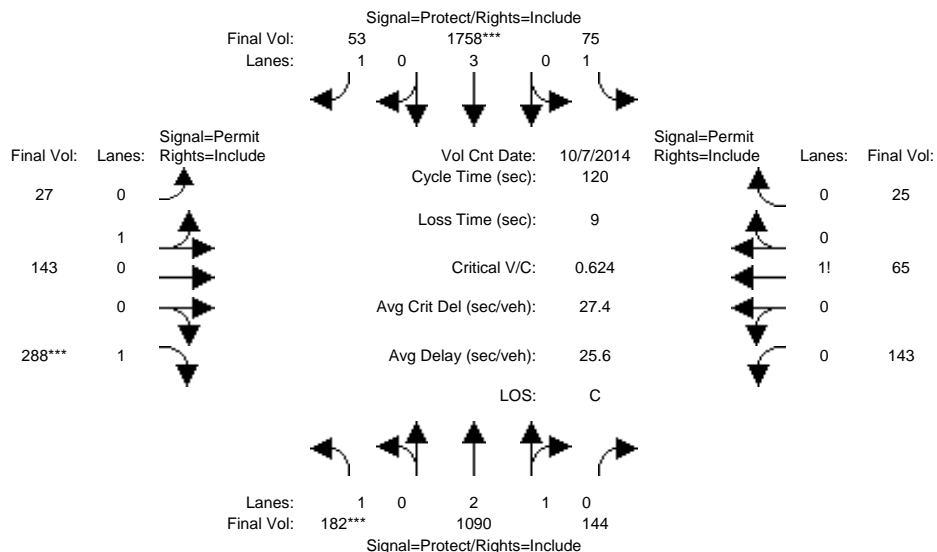 Signal=Protect/Rights=Include
Final Vol: 53 1758*** 75
Lanes: 1 0 3 0 1
Signal=Permit
Rights=Include
Signal=Permit
Rights=Include
Final Vol: Lanes:
Vol Cnt Date: 10/7/2014
Lanes: Final Vol:
Cycle Time (sec): 120
27 0
0 25
Loss Time (sec): 9
1
0
143 0
Critical V/C: 0.624
1! 65
0
Avg Crit Del (sec/veh): 27.4
0
288*** 1
Avg Delay (sec/veh): 25.6
0 143
LOS: C
Lanes: 1 0 2 1 0
Final Vol: 182*** 1090 144
Signal=Protect/Rights=Include